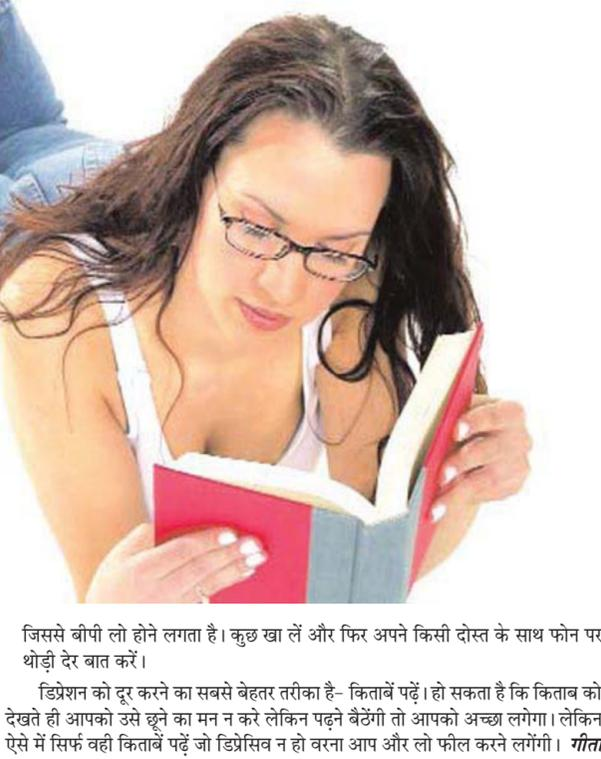 जिससे बीपी लो होने लगता है। कुछ खा लें और फिर अपने किसी दोस्त के साथ फोन पर
थोड़ी देर बात करें।
डिप्रेशन को दूर करने का सबसे बेहतर तरीका है- किताबें पढ़ें। हो सकता है कि किताब को
देखते ही आपको उसे छूने का मन न करे लेकिन पढ़ने बैठेंगी तो आपको अच्छा लगेगा। लेकिन
ऐसे में सिर्फ वही किताबें पढ़ें जो डिप्रेसिव न हो वरना आप और लो फील करने लगेंगी। गीता